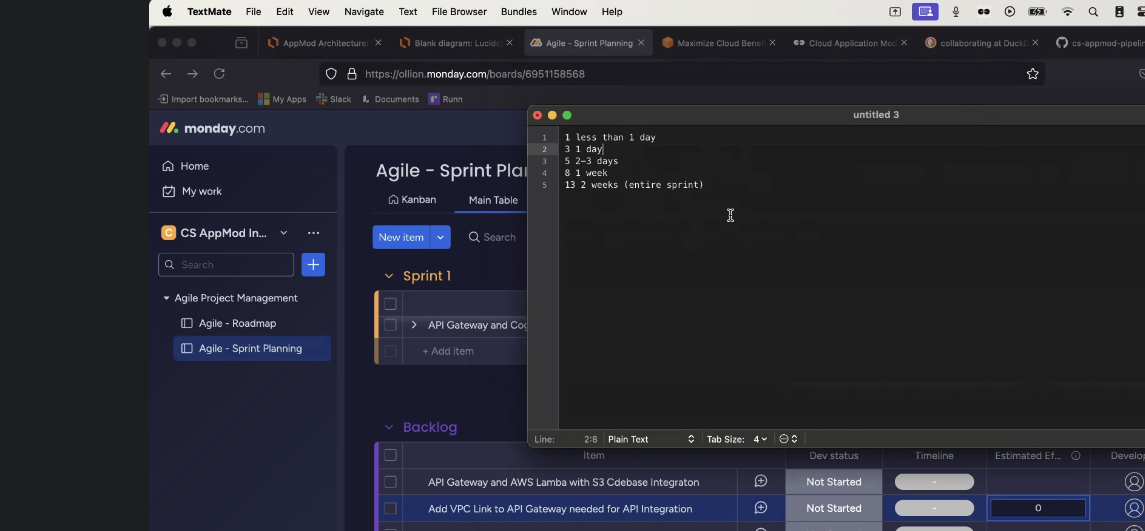 TextMate File Edit View Navigate Text File Browser Bundles Window Help
AppMod Architecture: Blank diagram: Lucidc Agile - Sprint Planning Maximize Cloud Bene Cloud Application Mo collaborating at DuckD cs-appmod-pipelin
https://ollion.monday.com/boards/6951158568
Import bookmarks... My Apps Slack Documents Runn
monday.com
Home
My work
CS AppMod In...
Search
Agile Project Management
Agile - Roadmap
Agile - Sprint Planning
Agile - Sprint Plan
Kanban Main Table
New item Search
Sprint 1
API Gateway and Cog
+ Add item
untitled 3
1 1 less than 1 day
2 3 1 day
3 5 2-3 days
4 8 1 week
5 13 2 weeks (entire sprint)
Line: 2:8 Plain Text Tab Size: 4
Backlog
Item Dev status Timeline Estimated Ef... Develo
API Gateway and AWS Lamba with S3 Cdebase Integraton Not Started -
Add VPC Link to API Gateway needed for API Integration Not Started - 0